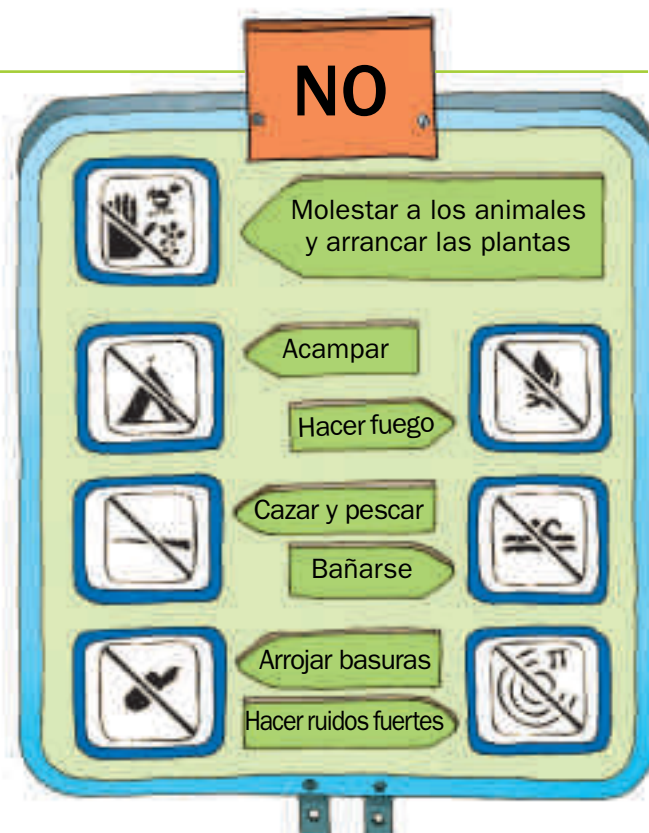 NO
Molestar a los animales
y arrancar las plantas
Acampar
Hacer fuego
Cazar y pescar
Bañarse
Arrojar basuras
Hacer ruidos fuertes